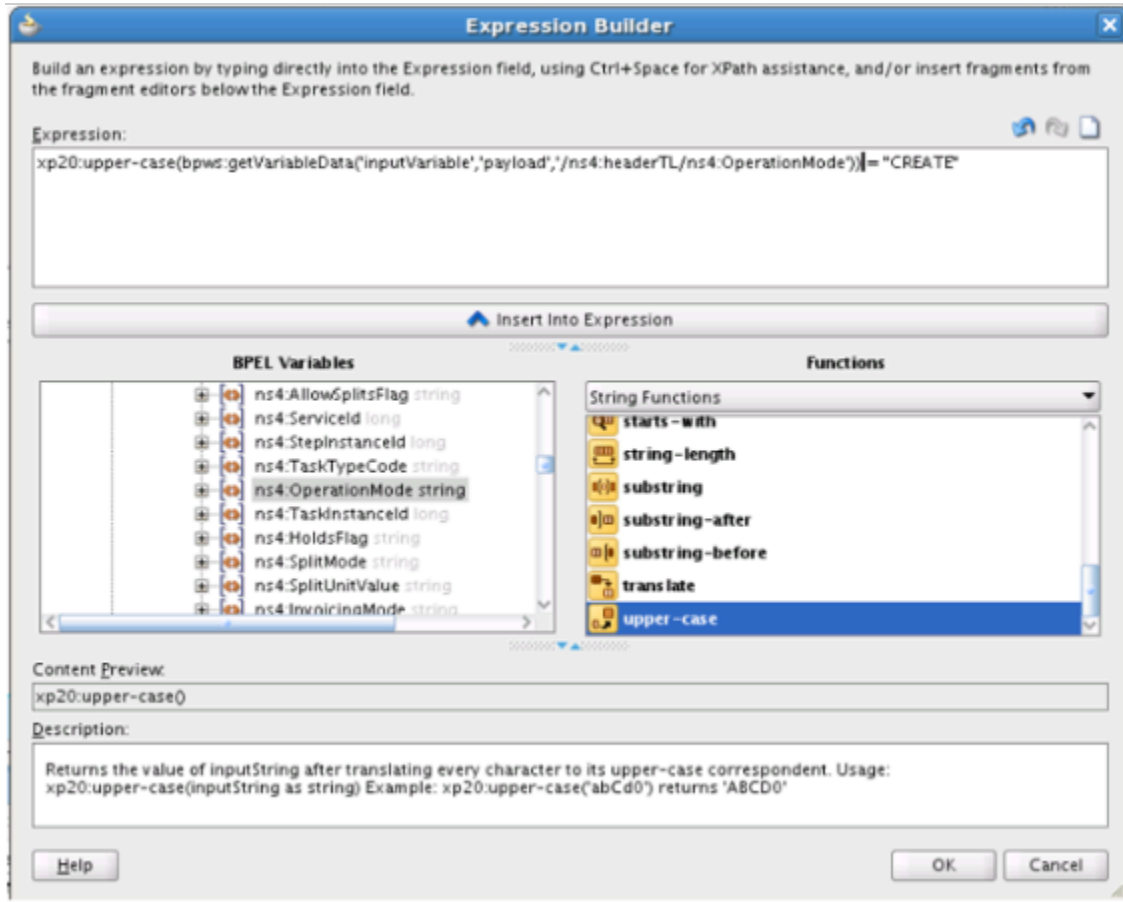 Expression Builder
Build an expression by typing directly into the Expression field, using Ctrl+Space for XPath assistance, and/or insert fragments from
the fragment editors below the Expression field.
Expression:
xp20:upper-case(bpws:getVariableData('inputVariable','payload','/ns4:headerTL/ns4:OperationMode')) = "CREATE"
Insert Into Expression
BPEL Variables
ns4:AllowSplitsFlag string
ns4:ServiceId long
ns4:StepInstanceId long
ns4:TaskTypeCode string
ns4:OperationMode string
ns4:TaskInstanceId long
ns4:HoldsFlag string
ns4:SplitMode string
ns4:SplitUnitValue string
ns4:InvoicingMode string
Functions
String Functions
starts-with
string-length
substring
substring-after
substring-before
translate
upper-case
Content Preview:
xp20:upper-case()
Description:
Returns the value of inputString after translating every character to its upper-case correspondent. Usage:
xp20:upper-case(inputString as string) Example: xp20:upper-case('abCd0') returns 'ABCD0'
Help
OK
Cancel